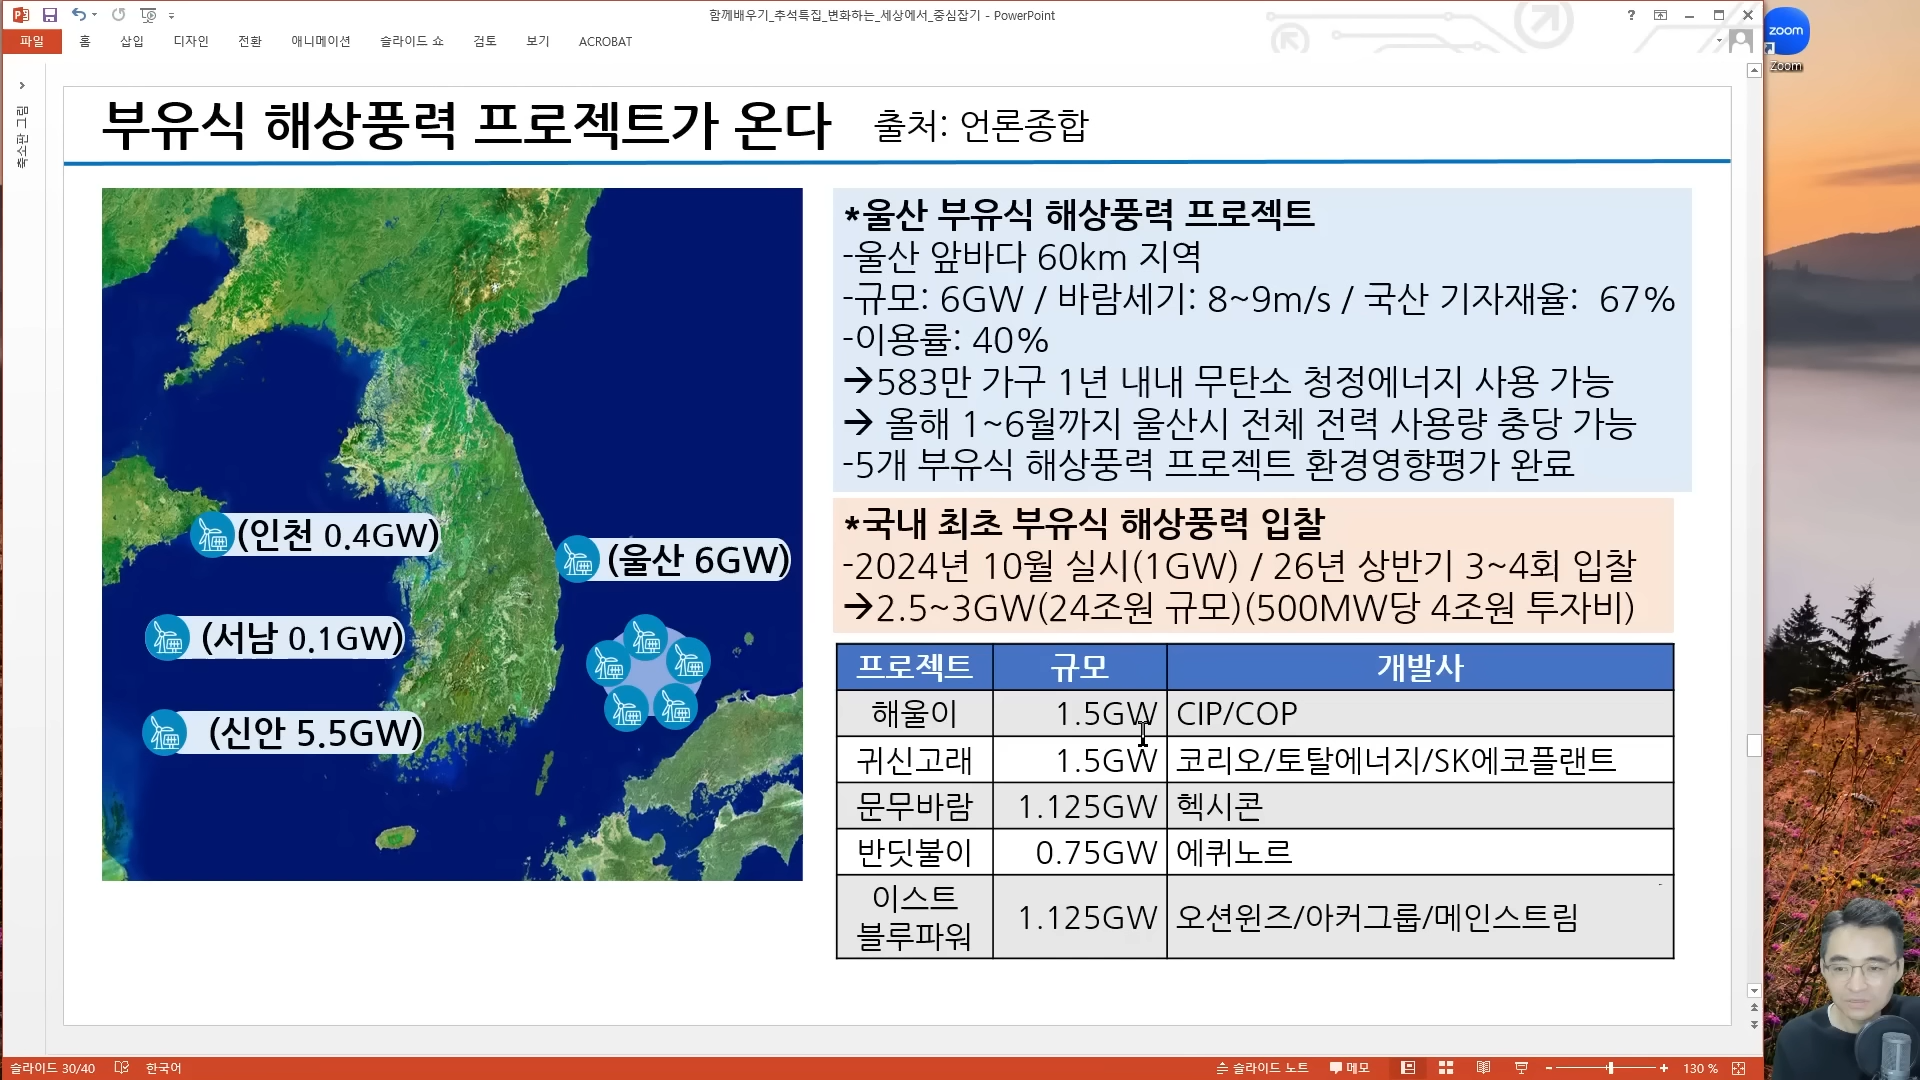 함께배우기_추석특집_변화하는_세상에서_중심잡기 - PowerPoint
파일 홈 삽입 디자인 전환 애니메이션 슬라이드 쇼 검토 보기 ACROBAT
zoom
Zoom
축소판 그림
부유식 해상풍력 프로젝트가 온다 출처: 언론종합
(인천 0.4GW)
(울산 6GW)
(서남 0.1GW)
(신안 5.5GW)
*울산 부유식 해상풍력 프로젝트
-울산 앞바다 60km 지역
-규모: 6GW / 바람세기: 8~9m/s / 국산 기자재율: 67%
-이용률: 40%
→583만 가구 1년 내내 무탄소 청정에너지 사용 가능
→ 올해 1~6월까지 울산시 전체 전력 사용량 충당 가능
-5개 부유식 해상풍력 프로젝트 환경영향평가 완료
*국내 최초 부유식 해상풍력 입찰
-2024년 10월 실시(1GW) / 26년 상반기 3~4회 입찰
→2.5~3GW(24조원 규모)(500MW당 4조원 투자비)
프로젝트 규모 개발사
해울이 1.5GW CIP/COP
귀신고래 1.5GW 코리오/토탈에너지/SK에코플랜트
문무바람 1.125GW 헥시콘
반딧불이 0.75GW 에퀴노르
이스트
블루파워 1.125GW 오션윈즈/아커그룹/메인스트림
슬라이드 30/40 한국어 슬라이드 노트 메모 130 %